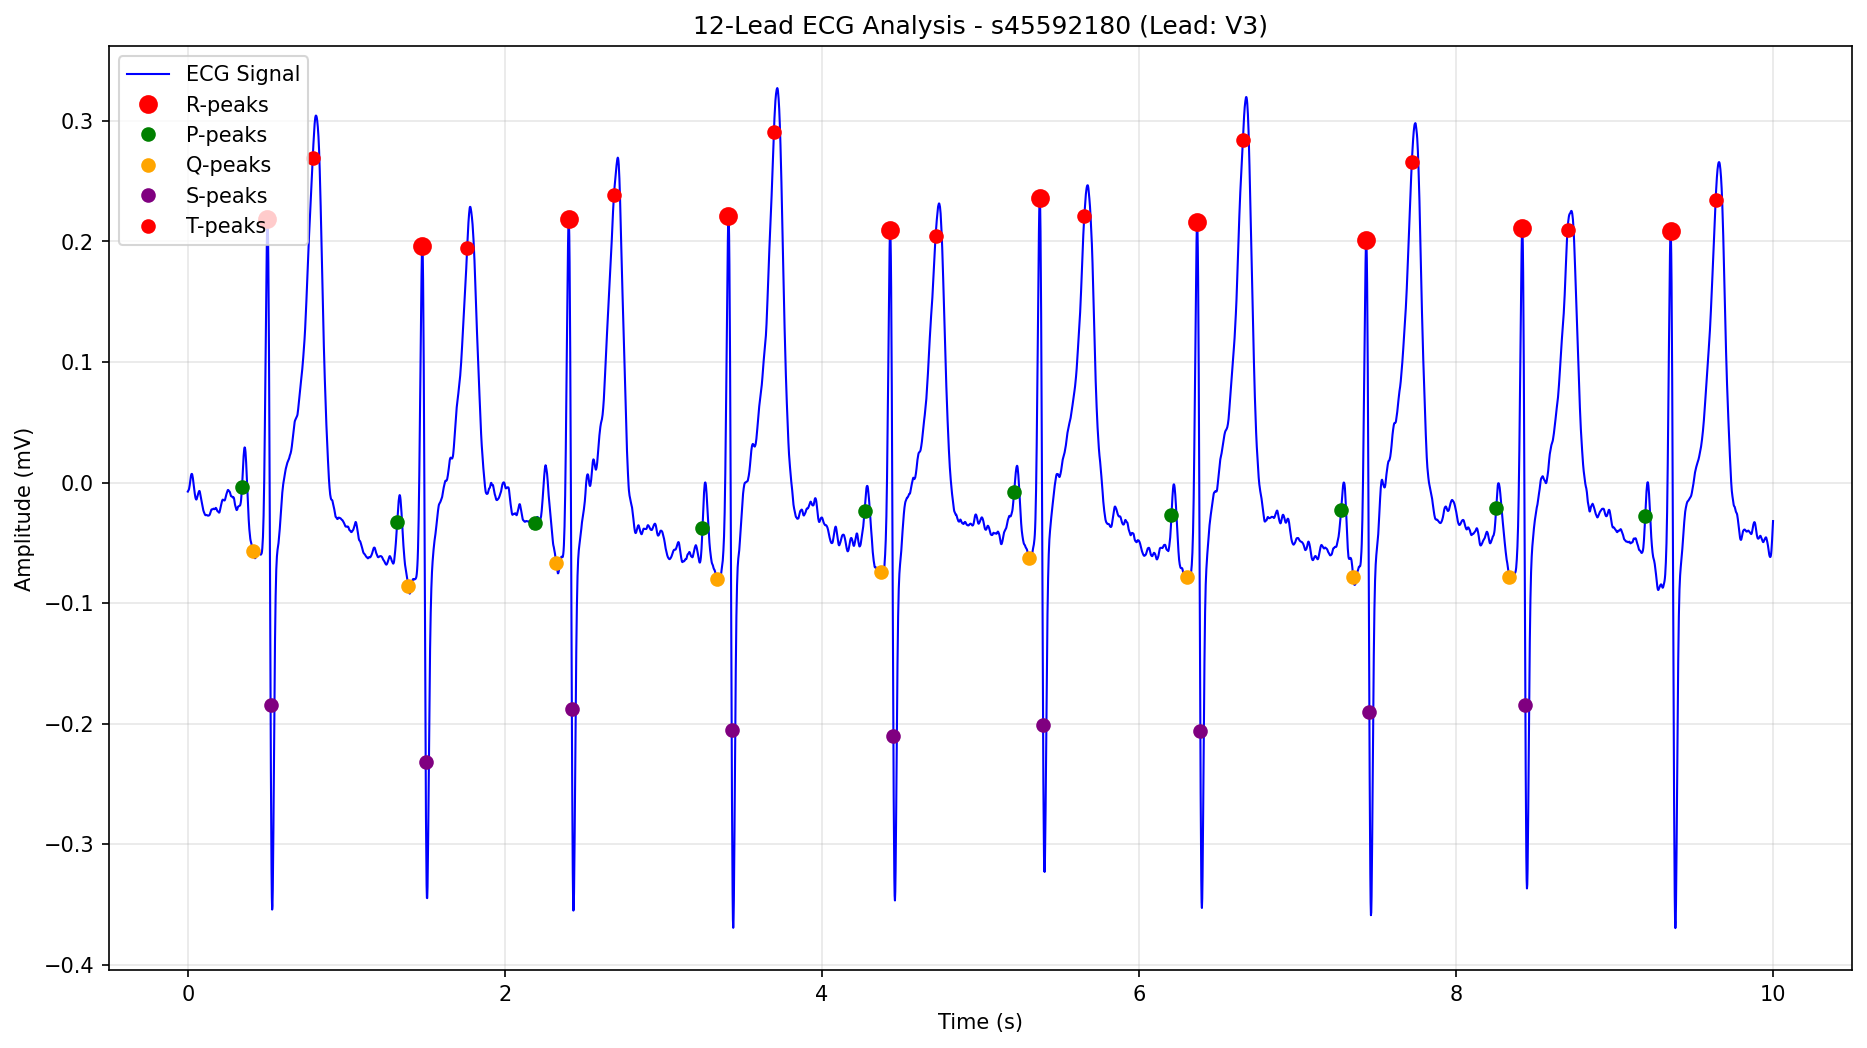 12-Lead ECG Analysis - s45592180 (Lead: V3)
ECG Signal
R-peaks
P-peaks
Q-peaks
S-peaks
T-peaks
Amplitude (mV)
0.3
0.2
0.1
0.0
−0.1
−0.2
−0.3
−0.4
0 2 4 6 8 10
Time (s)